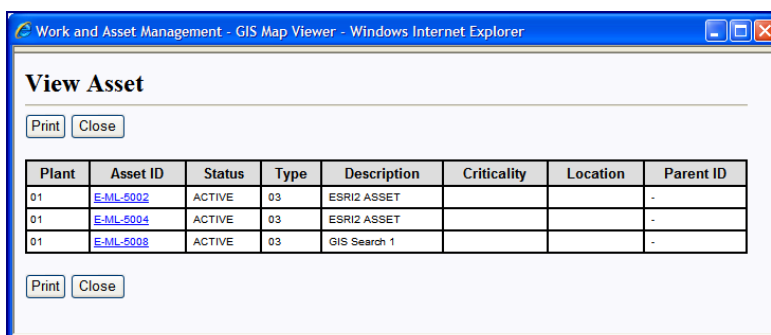 Work and Asset Management - GIS Map Viewer - Windows Internet Explorer
View Asset
Print Close
Plant Asset ID Status Type Description Criticality Location Parent ID
01 E-ML-5002 ACTIVE 03 ESRI2 ASSET -
01 E-ML-5004 ACTIVE 03 ESRI2 ASSET -
01 E-ML-5008 ACTIVE 03 GIS Search 1 -
Print Close